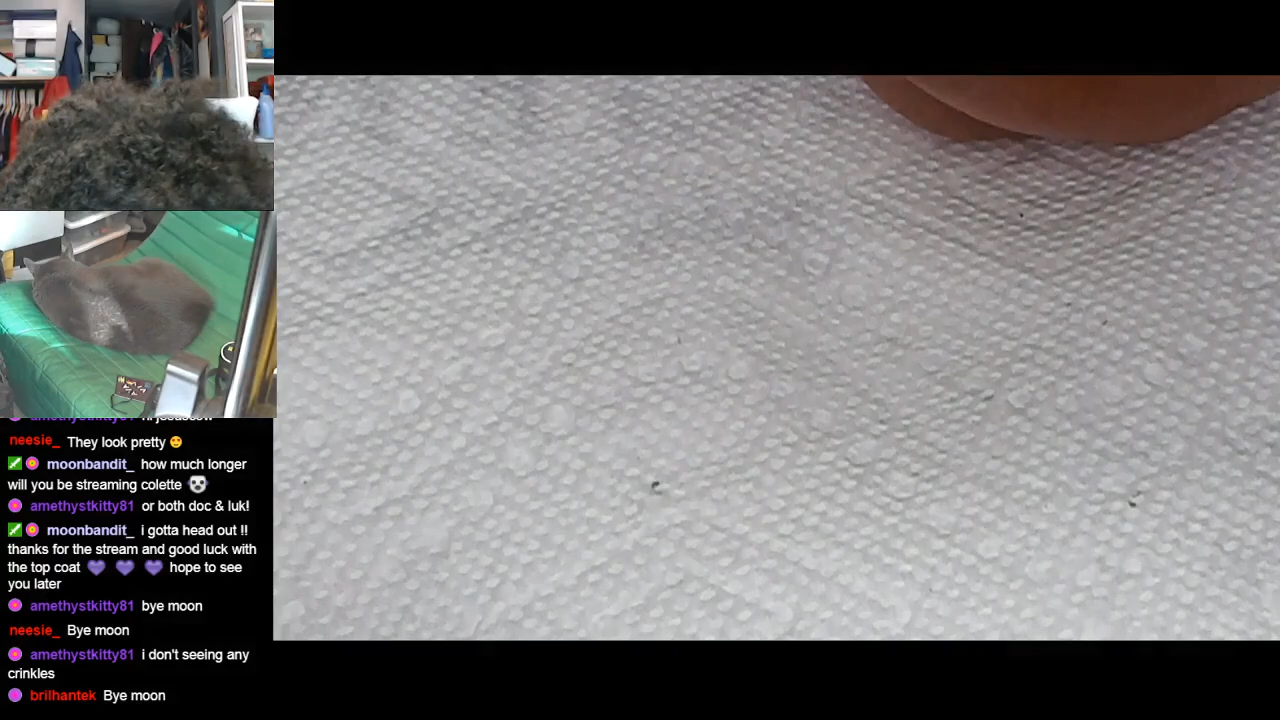 neesie_ They look pretty
moonbandit_ how much longer
will you be streaming colette
amethystkitty81 or both doc & luk!
moonbandit_ i gotta head out !!
thanks for the stream and good luck with
the top coat hope to see
you later
amethystkitty81 bye moon
neesie_ Bye moon
amethystkitty81 i don't seeing any
crinkles
brilhantek Bye moon